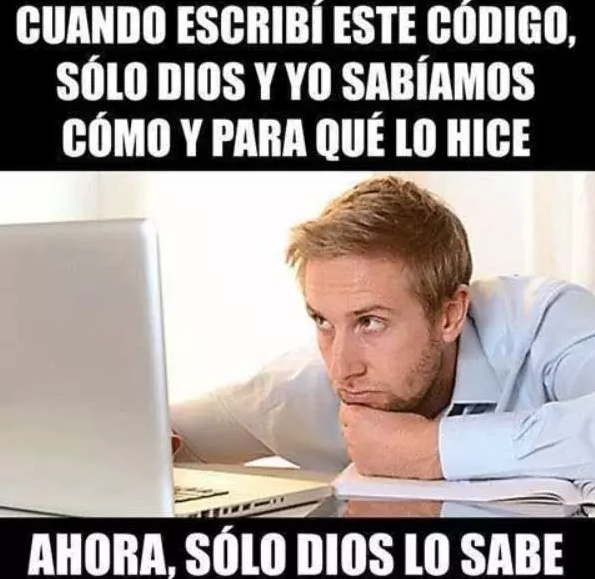 CUANDO ESCRIBÍ ESTE CÓDIGO,
SÓLO DIOS Y YO SABÍAMOS
CÓMO Y PARA QUÉ LO HICE
AHORA, SÓLO DIOS LO SABE